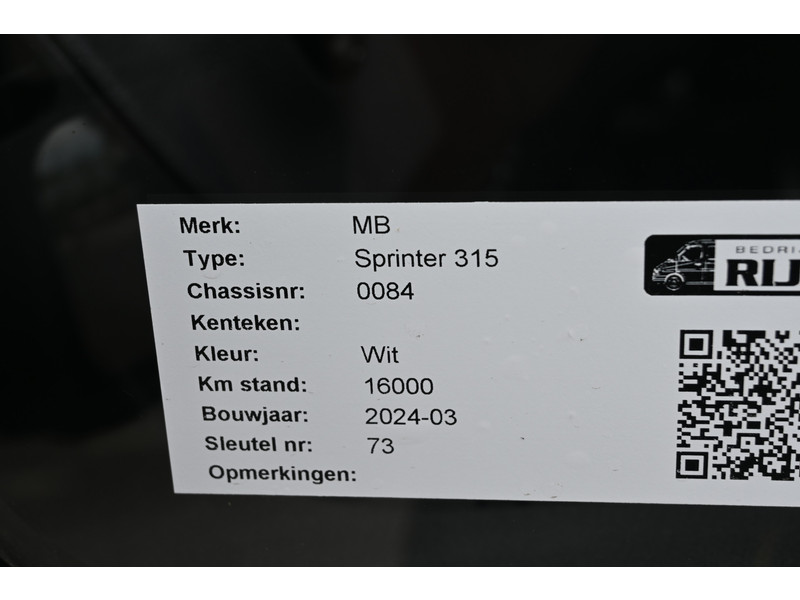 Merk: MB
Type: Sprinter 315
Chassisnr: 0084
Kenteken:
Kleur: Wit
Km stand: 16000
Bouwjaar: 2024-03
Sleutel nr: 73
Opmerkingen: